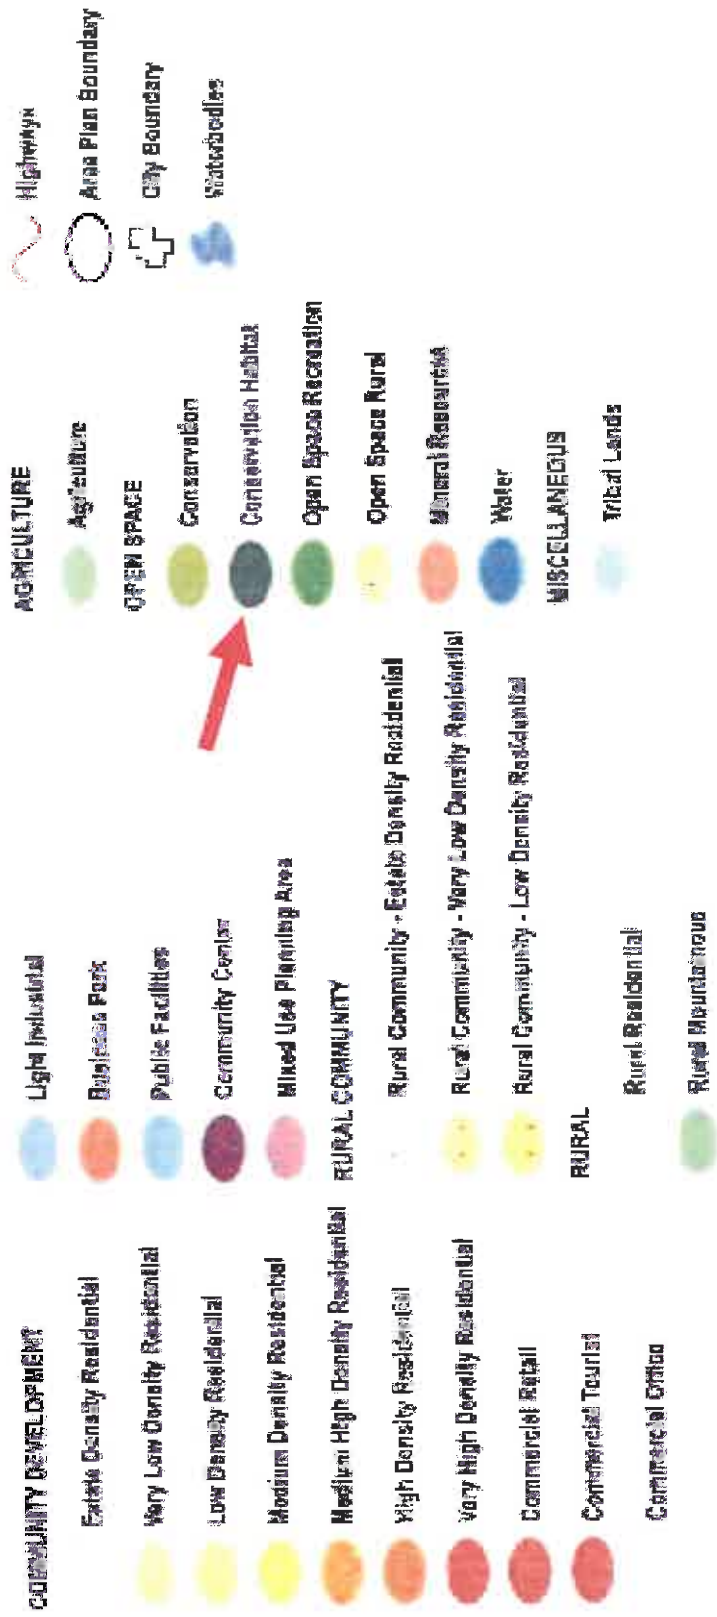 COMMUNITY DEVELOPMENT
Estate Density Residential
Very Low Density Residential
Low Density Residential
Medium Density Residential
Medium High Density Residential
High Density Residential
Very High Density Residential
Commercial Retail
Commercial Tourist
Commercial Office
Light Industrial
Business Park
Public Facilities
Community Center
Mixed Use Planning Area
RURAL COMMUNITY
Rural Community - Estate Density Residential
Rural Community - Very Low Density Residential
Rural Community - Low Density Residential
RURAL
Rural Residential
Rural Mountainous
AGRICULTURE
Agriculture
OPEN SPACE
Conservation
Conservation Habitat
Open Space Recreation
Open Space Rural
Mineral Resources
Water
MISCELLANEOUS
Tribal Lands
Highways
Area Plan Boundary
City Boundary
Waterbodies